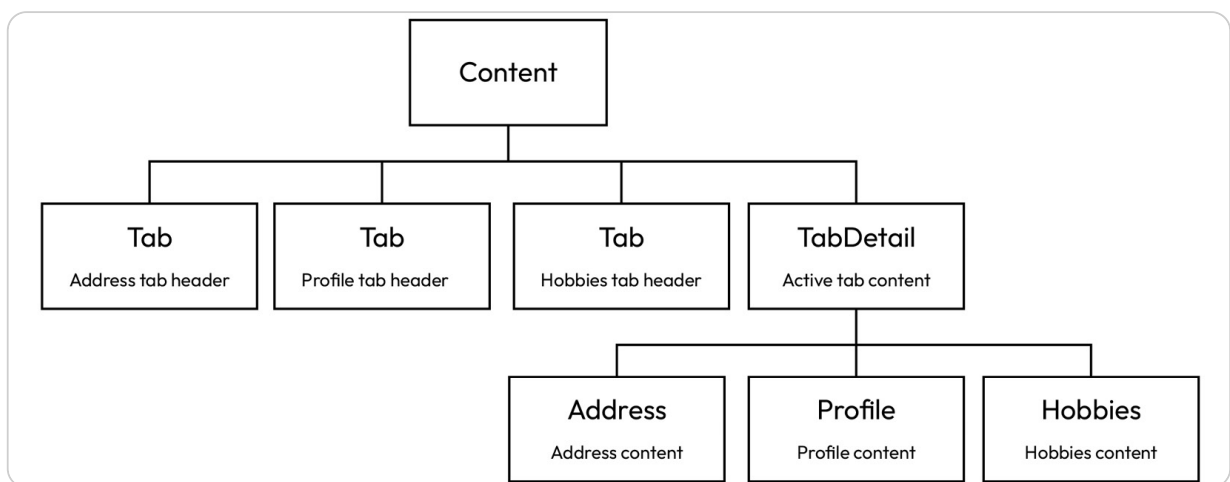 Content
Tab
Address tab header
Tab
Profile tab header
Tab
Hobbies tab header
TabDetail
Active tab content
Address
Address content
Profile
Profile content
Hobbies
Hobbies content